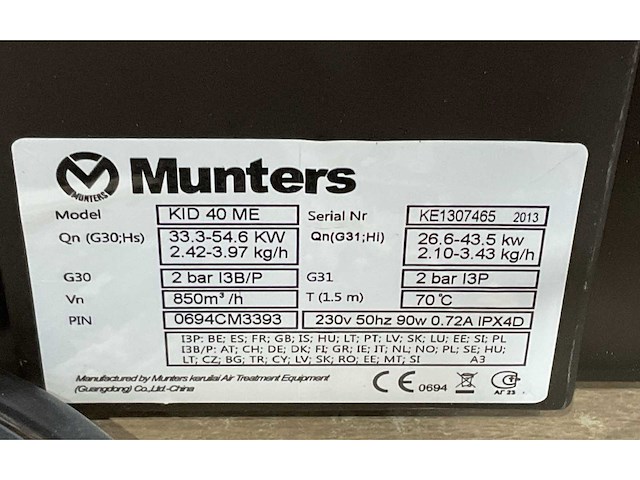 MUNTERS Munters
Model KID 40 ME Serial Nr KE1307465 2013
Qn (G30;Hs) 33.3-54.6 KW Qn(G31;Hi) 26.6-43.5 kw
2.42-3.97 kg/h 2.10-3.43 kg/h
G30 2 bar I3B/P G31 2 bar I3P
Vn 850m³/h T (1.5 m) 70℃
PIN 0694CM3393 230v 50hz 90w 0.72A IPX4D
I3P: BE; ES; FR; GB; IS; HU; LT; PT; LV; SK; LU; EE; SI; PL
I3B/P: AT; CH; DE; DK; FI; GR; IE; IT; NL; NO; PL; SE; HU;
LT; CZ; BG; TR; CY; LV; SK; RO; EE; MT; SI A3
Manufactured by Munters keruilai Air Treatment Equipment
(Guangdong) Co.,Ltd.-China
CE 0694 АГ 23